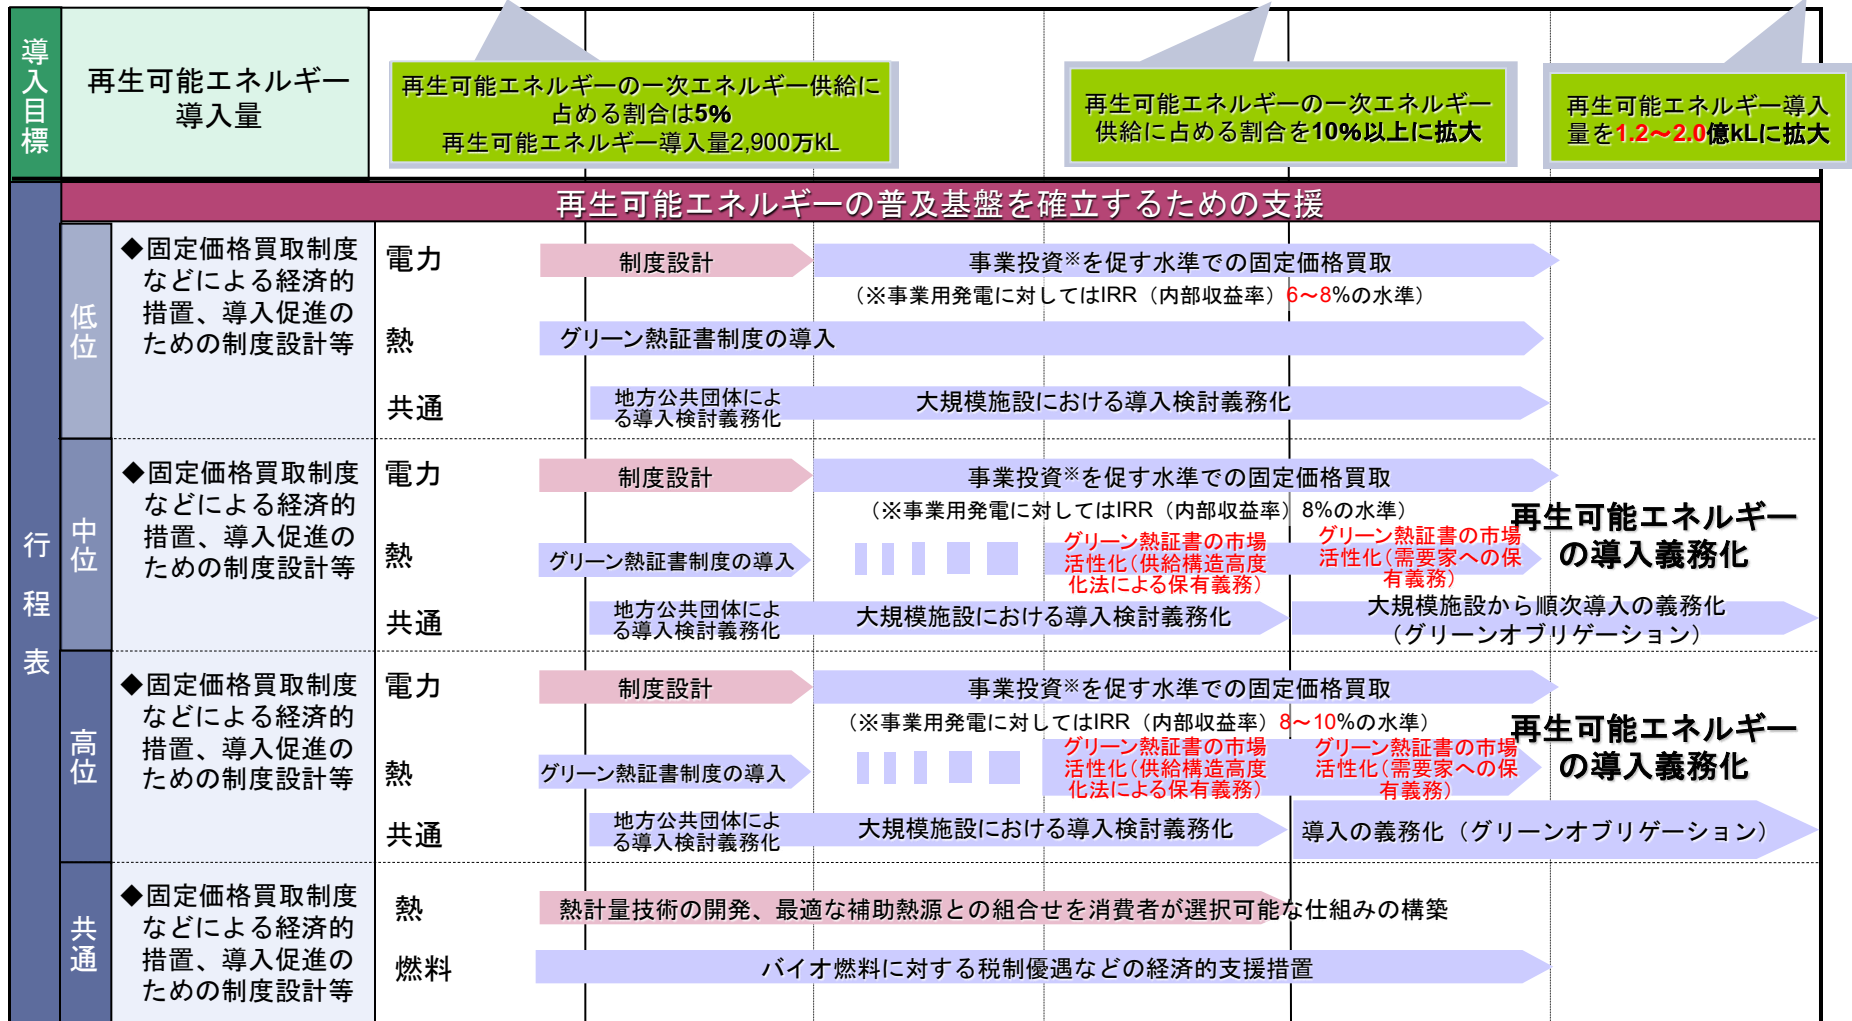 導入目標
再生可能エネルギー
導入量
再生可能エネルギーの一次エネルギー供給に
占める割合は5%
再生可能エネルギー導入量2,900万kL
再生可能エネルギーの一次エネルギー
供給に占める割合を10%以上に拡大
再生可能エネルギー導入
量を1.2～2.0億kLに拡大
行程表
再生可能エネルギーの普及基盤を確立するための支援
低位
◆固定価格買取制度
などによる経済的
措置、導入促進の
ための制度設計等
電力
制度設計
事業投資※を促す水準での固定価格買取
（※事業用発電に対してはIRR（内部収益率）6～8%の水準）
熱
グリーン熱証書制度の導入
共通
地方公共団体によ
る導入検討義務化
大規模施設における導入検討義務化
中位
◆固定価格買取制度
などによる経済的
措置、導入促進の
ための制度設計等
電力
制度設計
事業投資※を促す水準での固定価格買取
（※事業用発電に対してはIRR（内部収益率）8%の水準）
熱
グリーン熱証書制度の導入
グリーン熱証書の市場
活性化（供給構造高度
化法による保有義務）
グリーン熱証書の市場
活性化（需要家への保
有義務）
再生可能エネルギー
の導入義務化
共通
地方公共団体によ
る導入検討義務化
大規模施設における導入検討義務化
大規模施設から順次導入の義務化
（グリーンオブリゲーション）
高位
◆固定価格買取制度
などによる経済的
措置、導入促進の
ための制度設計等
電力
制度設計
事業投資※を促す水準での固定価格買取
（※事業用発電に対してはIRR（内部収益率）8～10%の水準）
熱
グリーン熱証書制度の導入
グリーン熱証書の市場
活性化（供給構造高度
化法による保有義務）
グリーン熱証書の市場
活性化（需要家への保
有義務）
再生可能エネルギー
の導入義務化
共通
地方公共団体によ
る導入検討義務化
大規模施設における導入検討義務化
導入の義務化（グリーンオブリゲーション）
共通
◆固定価格買取制度
などによる経済的
措置、導入促進の
ための制度設計等
熱
熱計量技術の開発、最適な補助熱源との組合せを消費者が選択可能な仕組みの構築
燃料
バイオ燃料に対する税制優遇などの経済的支援措置